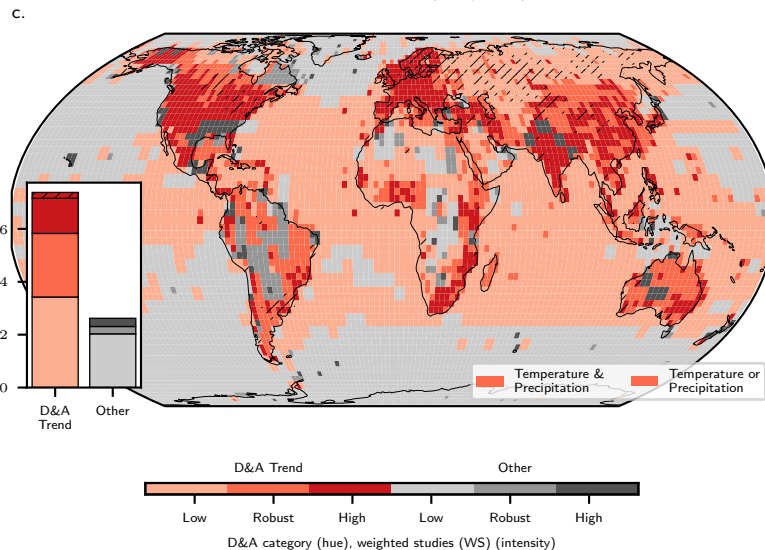 c.
6
4
2
0
D&A
Trend
Other
Temperature &
Precipitation
Temperature or
Precipitation
D&A Trend
Other
Low
Robust
High
Low
Robust
High
D&A category (hue), weighted studies (WS) (intensity)